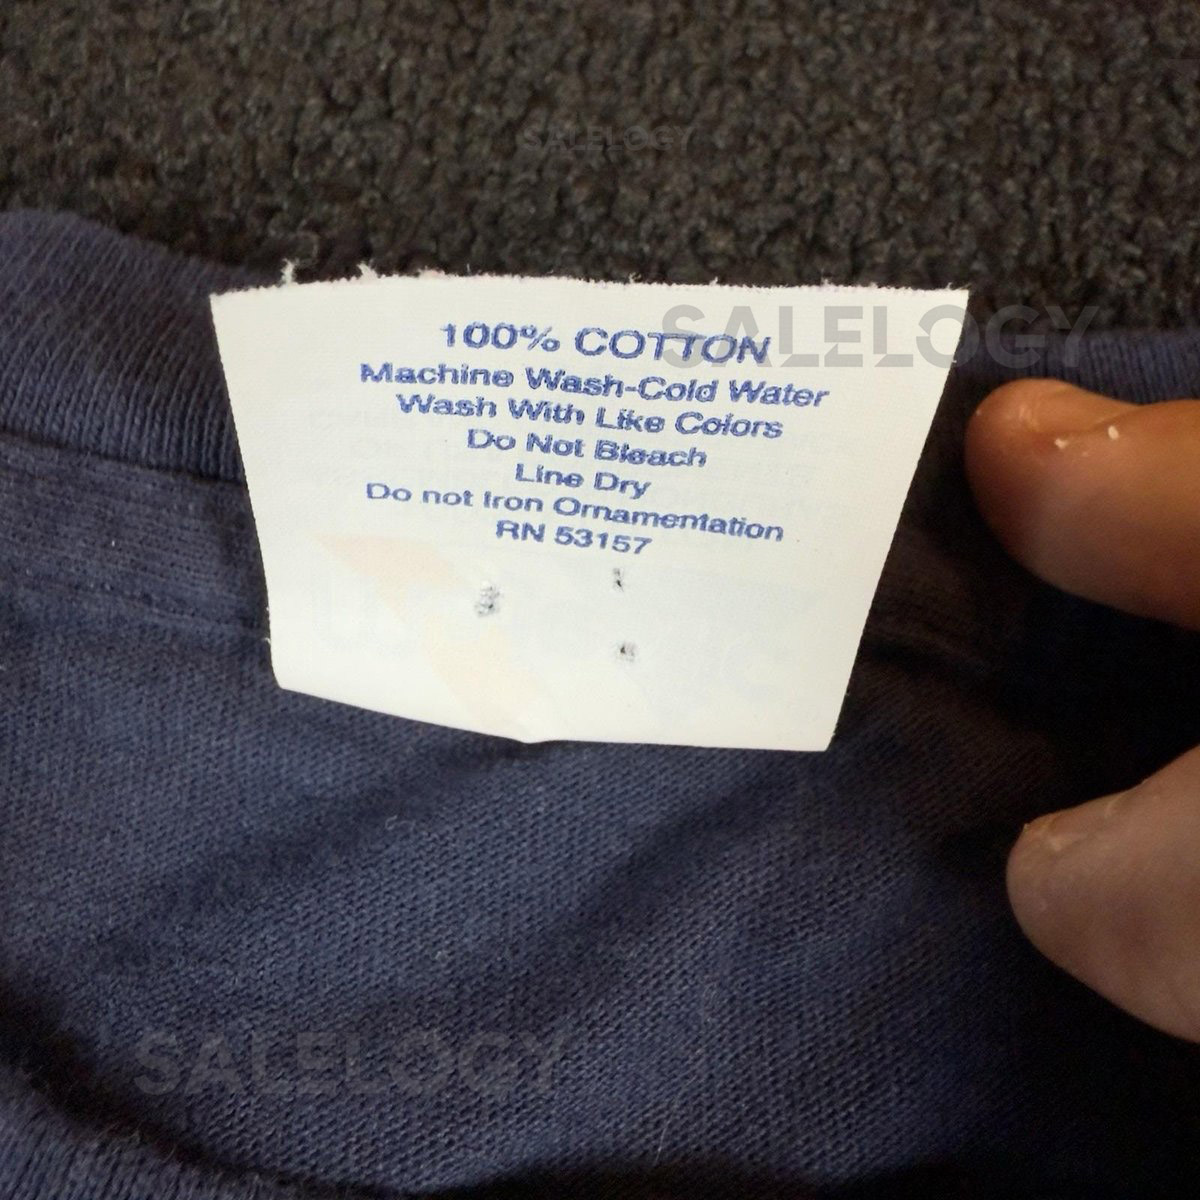 SALELOGY
100% COTTON
SALELOGY
Machine Wash-Cold Water
Wash With Like Colors
Do Not Bleach
Line Dry
Do not Iron Ornamentation
RN 53157
SALELOGY